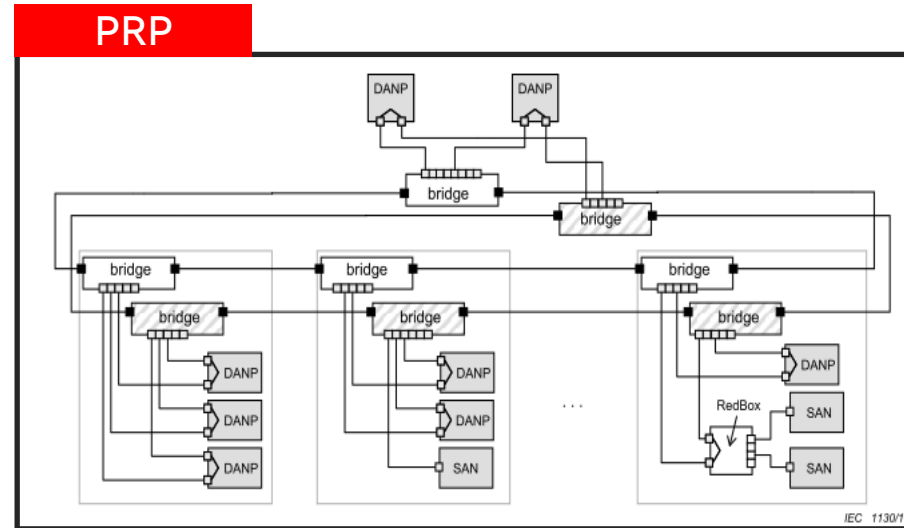 PRP
DANP
DANP
bridge
bridge
bridge
bridge
bridge
bridge
bridge
bridge
DANP
DANP
DANP
DANP
DANP
SAN
. . .
DANP
RedBox
SAN
SAN
IEC 1130/1